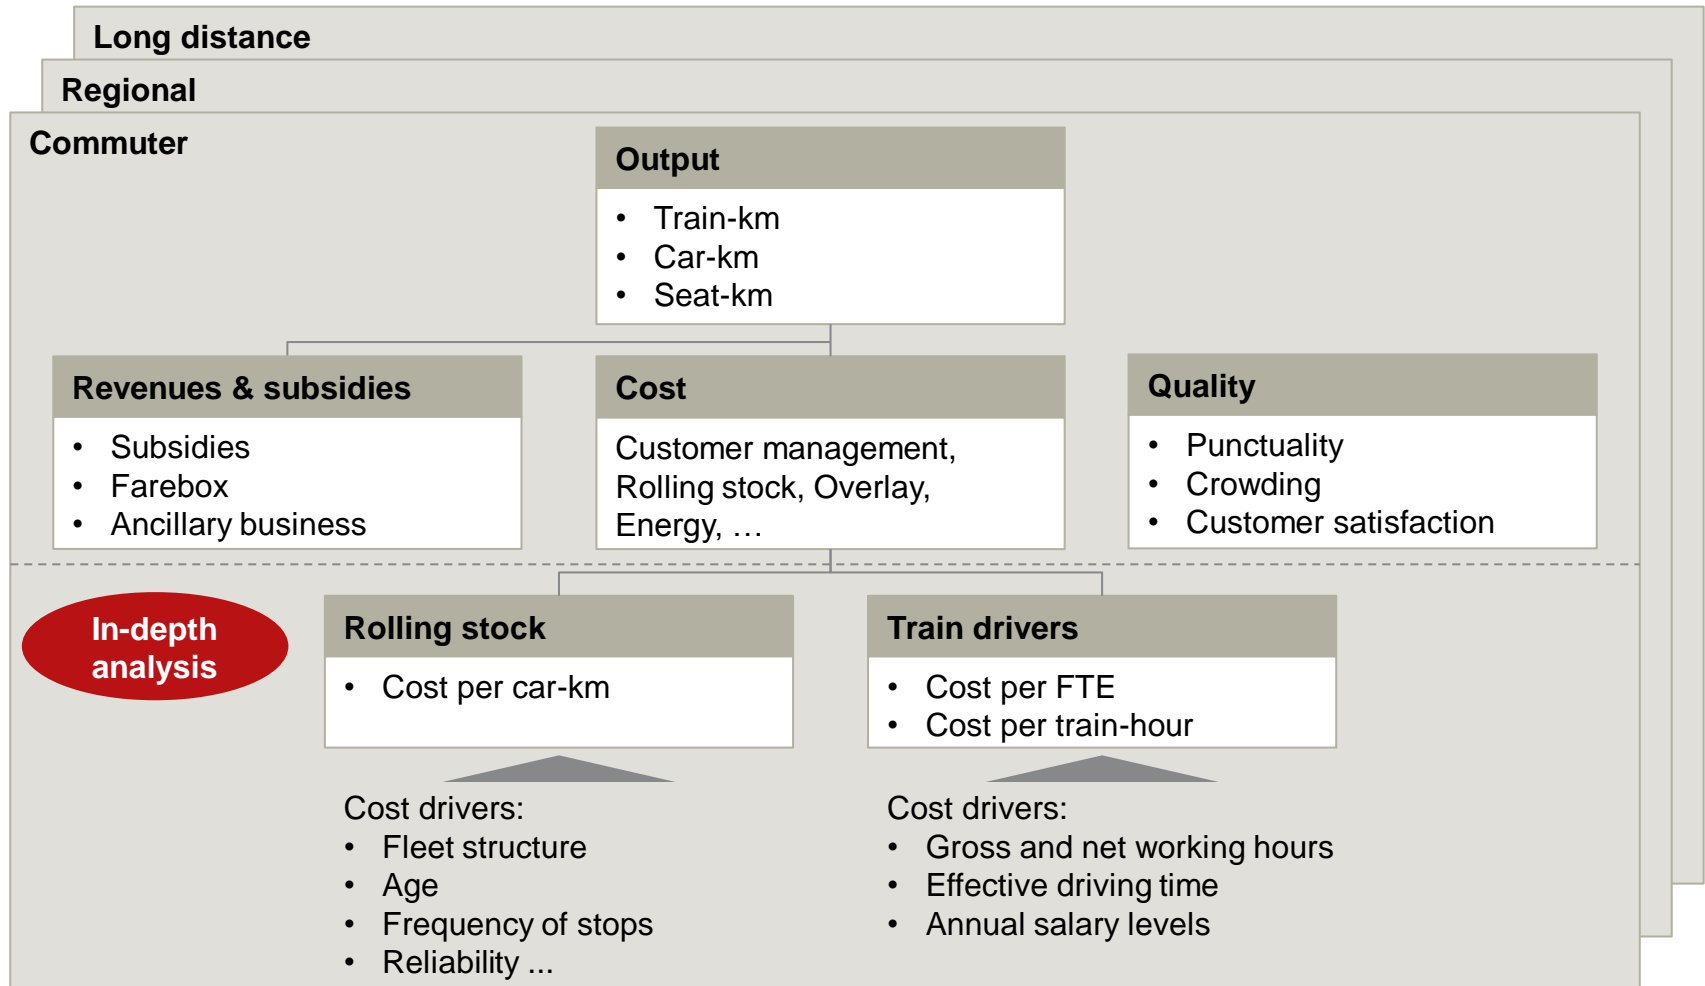 Long distance
Regional
Commuter
Output
• Train-km
• Car-km
• Seat-km
Revenues & subsidies
• Subsidies
• Farebox
• Ancillary business
Cost
Customer management,
Rolling stock, Overlay,
Energy, …
Quality
• Punctuality
• Crowding
• Customer satisfaction
In-depth
analysis
Rolling stock
• Cost per car-km
Train drivers
• Cost per FTE
• Cost per train-hour
Cost drivers:
• Fleet structure
• Age
• Frequency of stops
• Reliability ...
Cost drivers:
• Gross and net working hours
• Effective driving time
• Annual salary levels